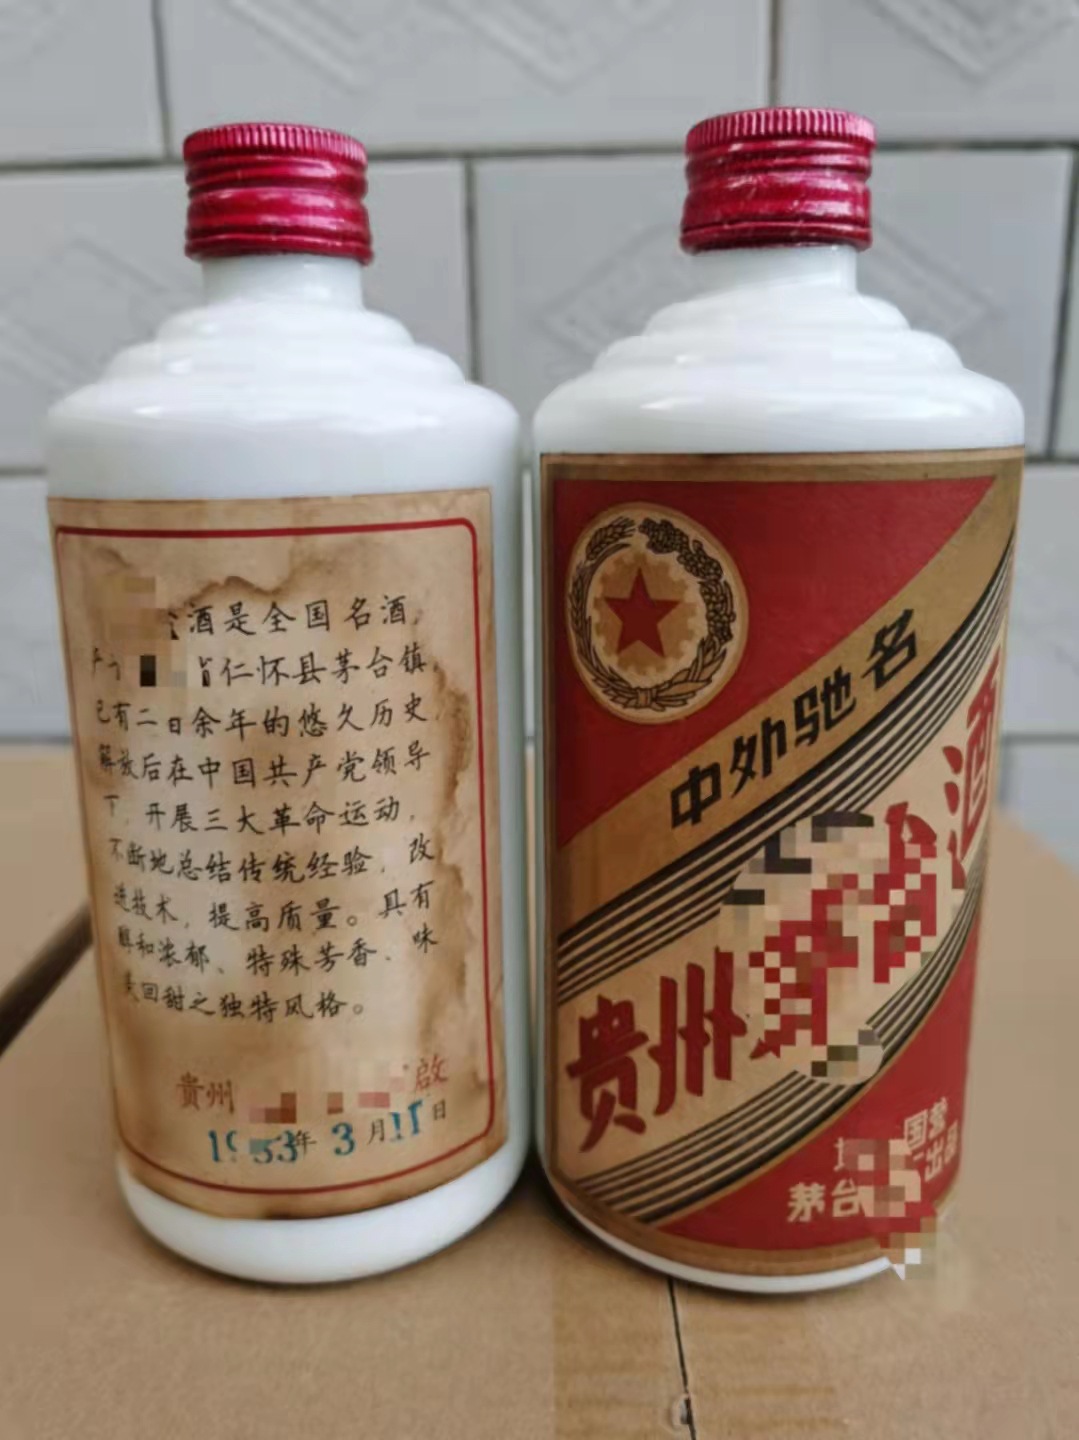 酒是全国名酒,
仁怀县茅台镇,
已有二百余年的悠久历史,
解放后在中国共产党领导
下,开展三大革命运动,
不断地总结传统经验,改
进技术,提高质量。具有
醇和浓郁、特殊芳香、味
长回甜之独特风格。
贵州 啟
1953年3月11日
中外驰名
贵州 酒
国营
茅台 出品